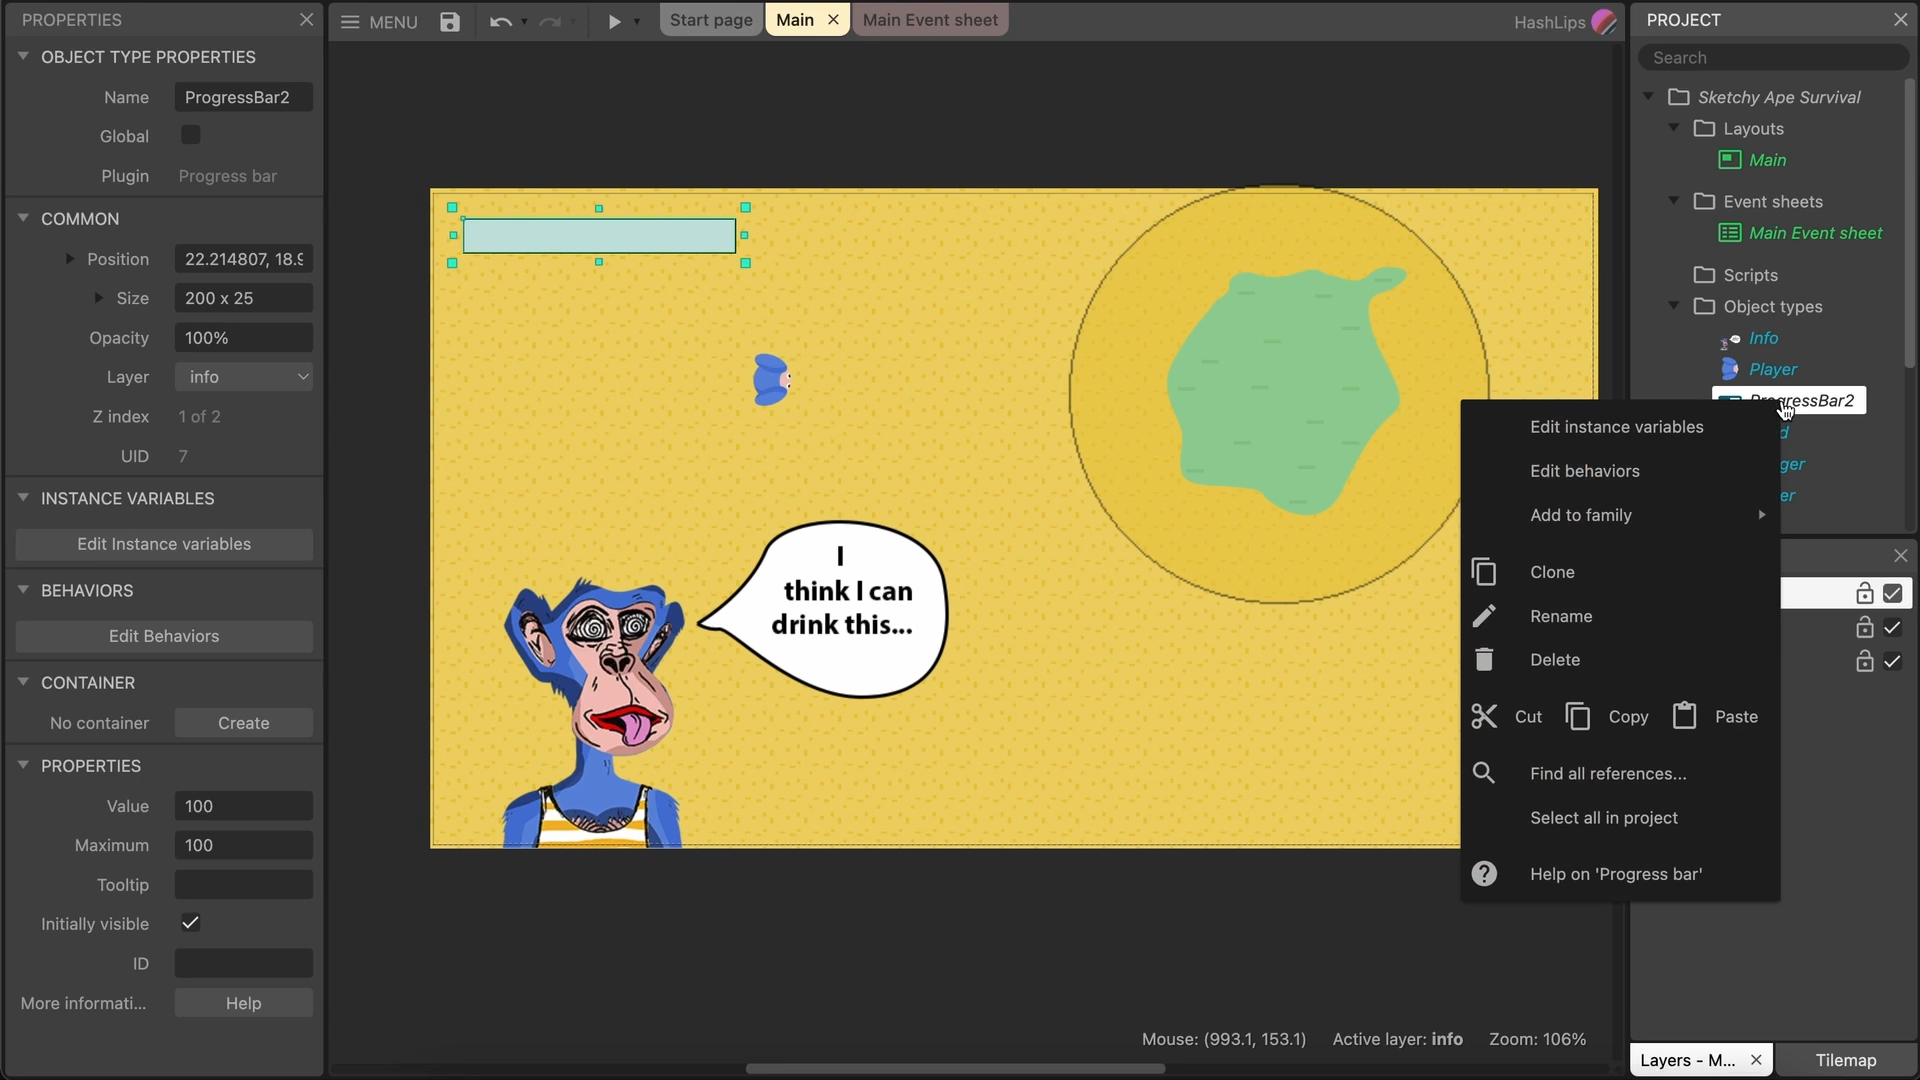 PROPERTIES
OBJECT TYPE PROPERTIES
Name ProgressBar2
Global
Plugin Progress bar
COMMON
Position 22.214807, 18.9
Size 200 x 25
Opacity 100%
Layer info
Z index 1 of 2
UID 7
INSTANCE VARIABLES
Edit Instance variables
BEHAVIORS
Edit Behaviors
CONTAINER
No container Create
PROPERTIES
Value 100
Maximum 100
Tooltip
Initially visible
ID
More informati... Help
MENU
Start page
Main
Main Event sheet
HashLips
I
think I can
drink this...
Mouse: (993.1, 153.1) Active layer: info Zoom: 106%
PROJECT
Search
Sketchy Ape Survival
Layouts
Main
Event sheets
Main Event sheet
Scripts
Object types
Info
Player
ProgressBar2
d
ger
er
Edit instance variables
Edit behaviors
Add to family
Clone
Rename
Delete
Cut Copy Paste
Find all references...
Select all in project
Help on 'Progress bar'
Layers - M...
Tilemap